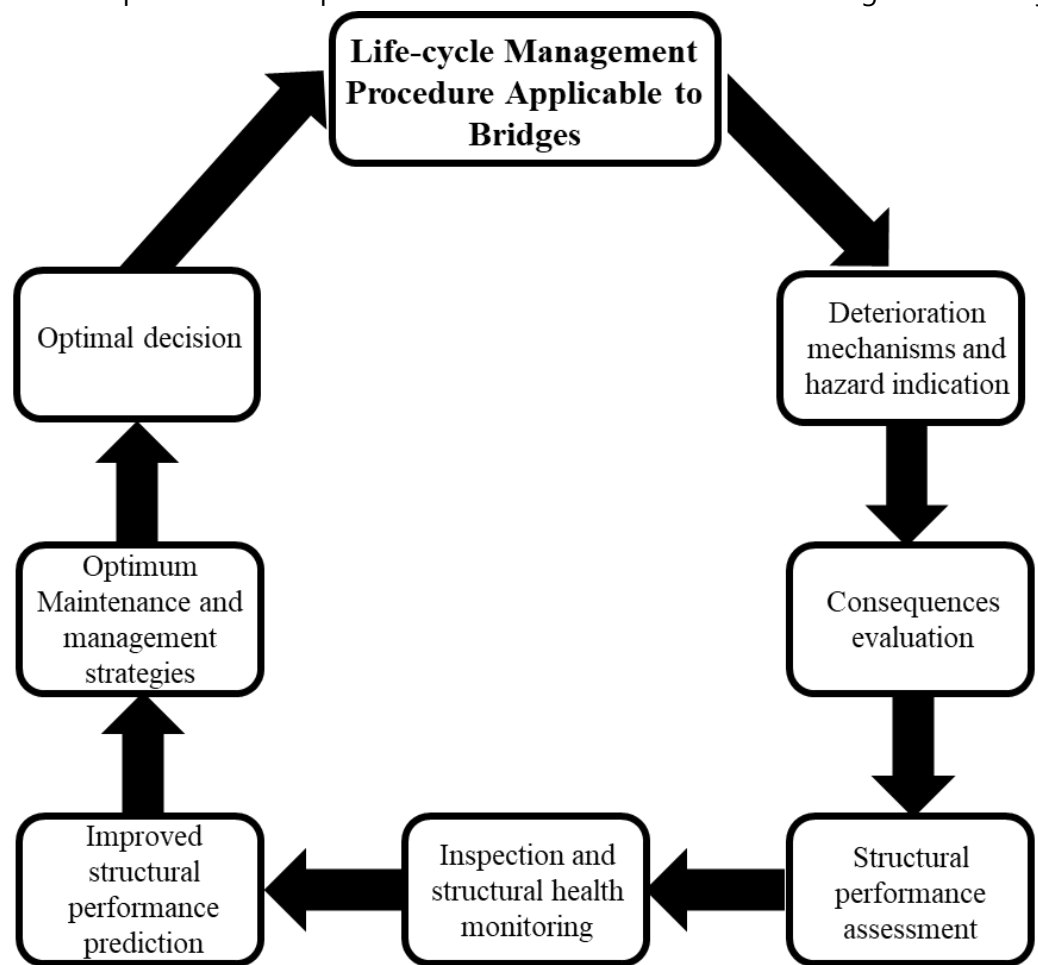 Life-cycle Management
Procedure Applicable to
Bridges
Deterioration
mechanisms and
hazard indication
Consequences
evaluation
Structural
performance
assessment
Inspection and
structural health
monitoring
Improved
structural
performance
prediction
Optimum
Maintenance and
management
strategies
Optimal decision